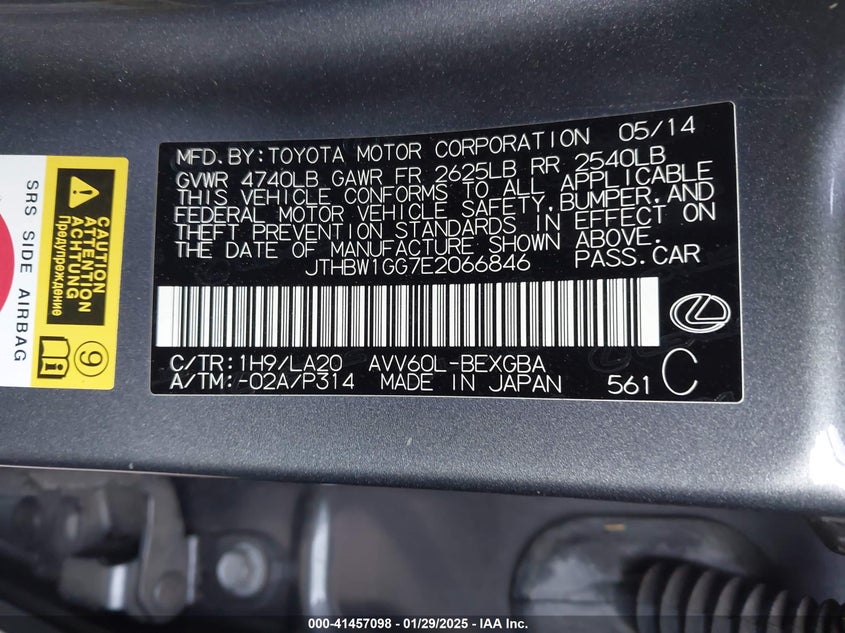 MFD. BY: TOYOTA MOTOR CORPORATION 05/14
GVWR 4740LB GAWR FR 2625LB RR 2540LB
THIS VEHICLE CONFORMS TO ALL APPLICABLE
FEDERAL MOTOR VEHICLE SAFETY, BUMPER, AND
THEFT PREVENTION STANDARDS IN EFFECT ON
THE DATE OF MANUFACTURE SHOWN ABOVE.
JTHBW1GG7E2066846 PASS. CAR
C/TR: 1H9/LA20 AVV60L-BEXGBA
A/TM: -02A/P314 MADE IN JAPAN 561 C
SRS SIDE AIRBAG
CAUTION
ATTENTION
ACHTUNG
Предупреждение
9
000-41457098 - 01/29/2025 - IAA, Inc.